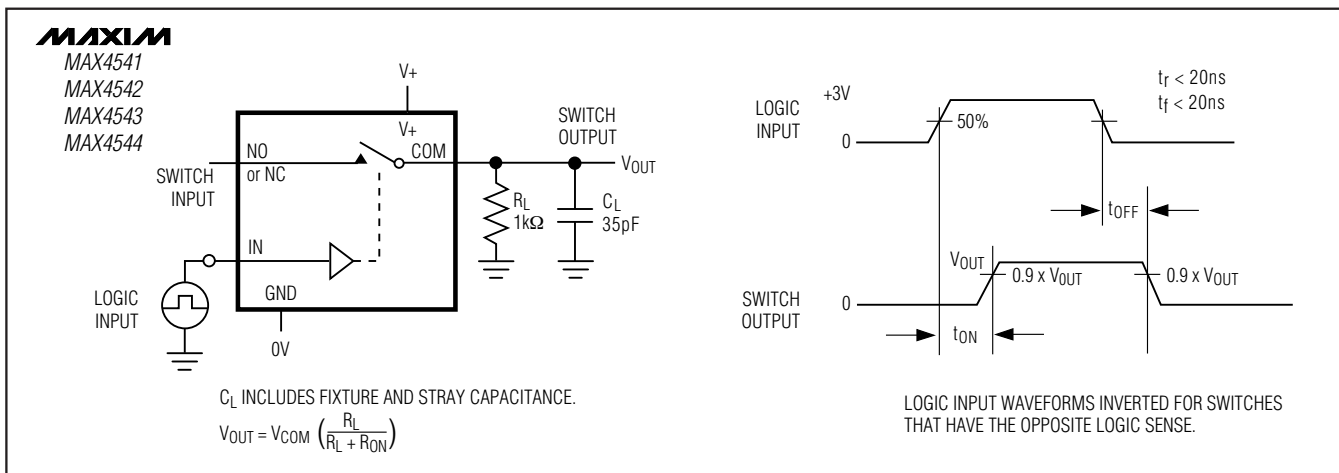 MAXIM
MAX4541
MAX4542
MAX4543
MAX4544
V+
V+
NO
or NC
COM
SWITCH
INPUT
SWITCH
OUTPUT
VOUT
RL
1kΩ
CL
35pF
IN
LOGIC
INPUT
GND
0V
CL INCLUDES FIXTURE AND STRAY CAPACITANCE.
VOUT = VCOM (RL / RL + RON)
LOGIC
INPUT
+3V
0
50%
tr < 20ns
tf < 20ns
tOFF
SWITCH
OUTPUT
VOUT
0
0.9 x VOUT
0.9 x VOUT
tON
LOGIC INPUT WAVEFORMS INVERTED FOR SWITCHES
THAT HAVE THE OPPOSITE LOGIC SENSE.